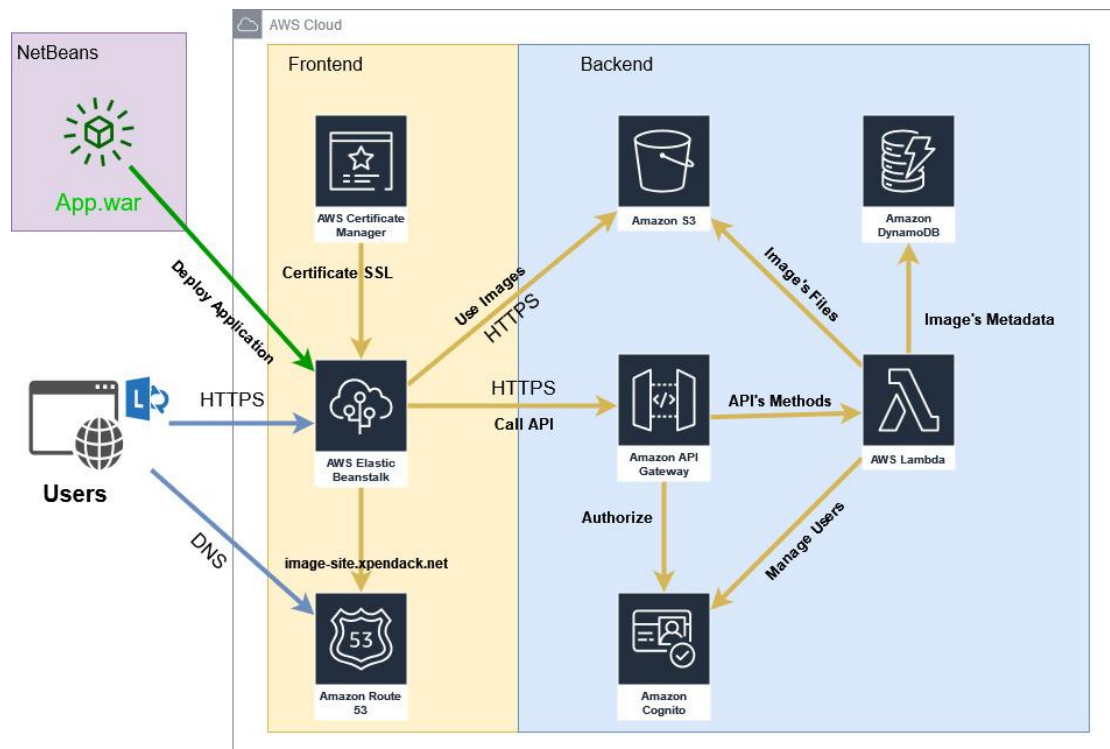 AWS Cloud
NetBeans
App.war
Deploy Application
Frontend
Backend
AWS Certificate
Manager
Certificate SSL
Amazon S3
Amazon
DynamoDB
Use Images
HTTPS
Image's Files
Image's Metadata
HTTPS
Users
DNS
AWS Elastic
Beanstalk
HTTPS
Call API
Amazon API
Gateway
API's Methods
AWS Lambda
Authorize
Manage Users
image-site.xpendack.net
53
Amazon Route
53
Amazon
Cognito
L